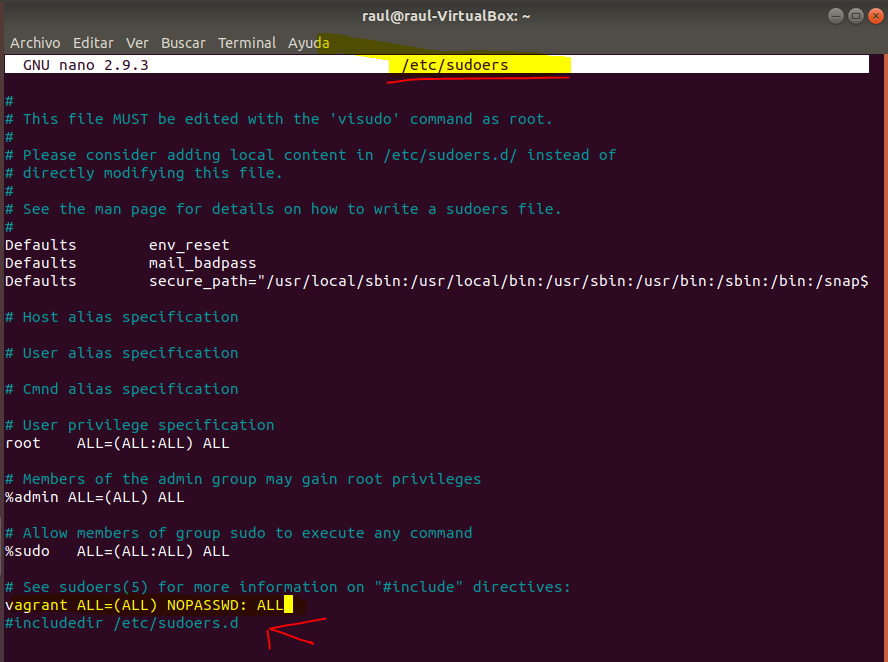 raul@raul-VirtualBox: ~
Archivo Editar Ver Buscar Terminal Ayuda
GNU nano 2.9.3 /etc/sudoers
#
# This file MUST be edited with the 'visudo' command as root.
#
# Please consider adding local content in /etc/sudoers.d/ instead of
# directly modifying this file.
#
# See the man page for details on how to write a sudoers file.
#
Defaults env_reset
Defaults mail_badpass
Defaults secure_path="/usr/local/sbin:/usr/local/bin:/usr/sbin:/usr/bin:/sbin:/bin:/snap$
# Host alias specification
# User alias specification
# Cmnd alias specification
# User privilege specification
root ALL=(ALL:ALL) ALL
# Members of the admin group may gain root privileges
%admin ALL=(ALL) ALL
# Allow members of group sudo to execute any command
%sudo ALL=(ALL:ALL) ALL
# See sudoers(5) for more information on "#include" directives:
vagrant ALL=(ALL) NOPASSWD: ALL
#includedir /etc/sudoers.d